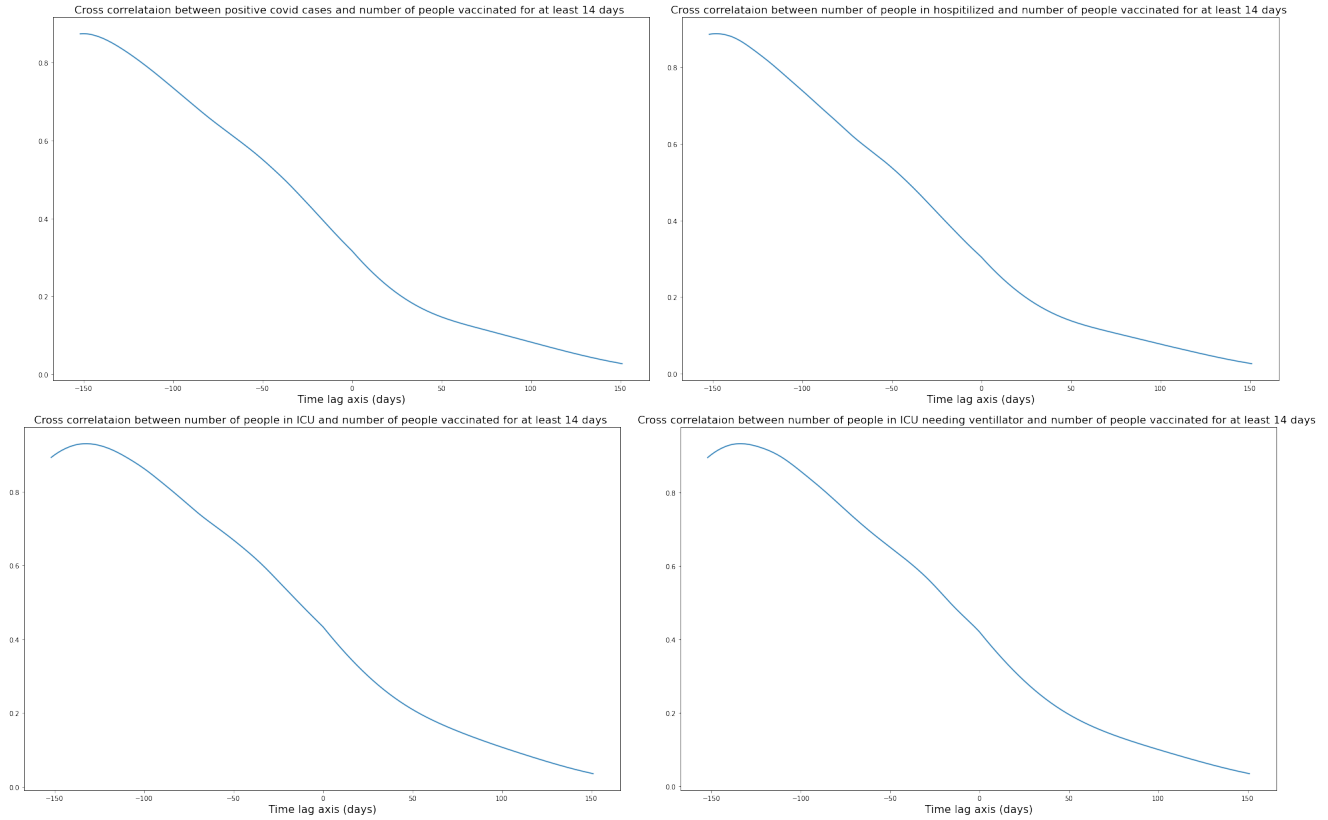 Cross correlataion between positive covid cases and number of people vaccinated for at least 14 days
0.8
0.6
0.4
0.2
0.0
−150 −100 −50 0 50 100 150
Time lag axis (days)
Cross correlataion between number of people in hospitilized and number of people vaccinated for at least 14 days
0.8
0.6
0.4
0.2
0.0
−150 −100 −50 0 50 100 150
Time lag axis (days)
Cross correlataion between number of people in ICU and number of people vaccinated for at least 14 days
0.8
0.6
0.4
0.2
0.0
−150 −100 −50 0 50 100 150
Time lag axis (days)
Cross correlataion between number of people in ICU needing ventillator and number of people vaccinated for at least 14 days
0.8
0.6
0.4
0.2
0.0
−150 −100 −50 0 50 100 150
Time lag axis (days)